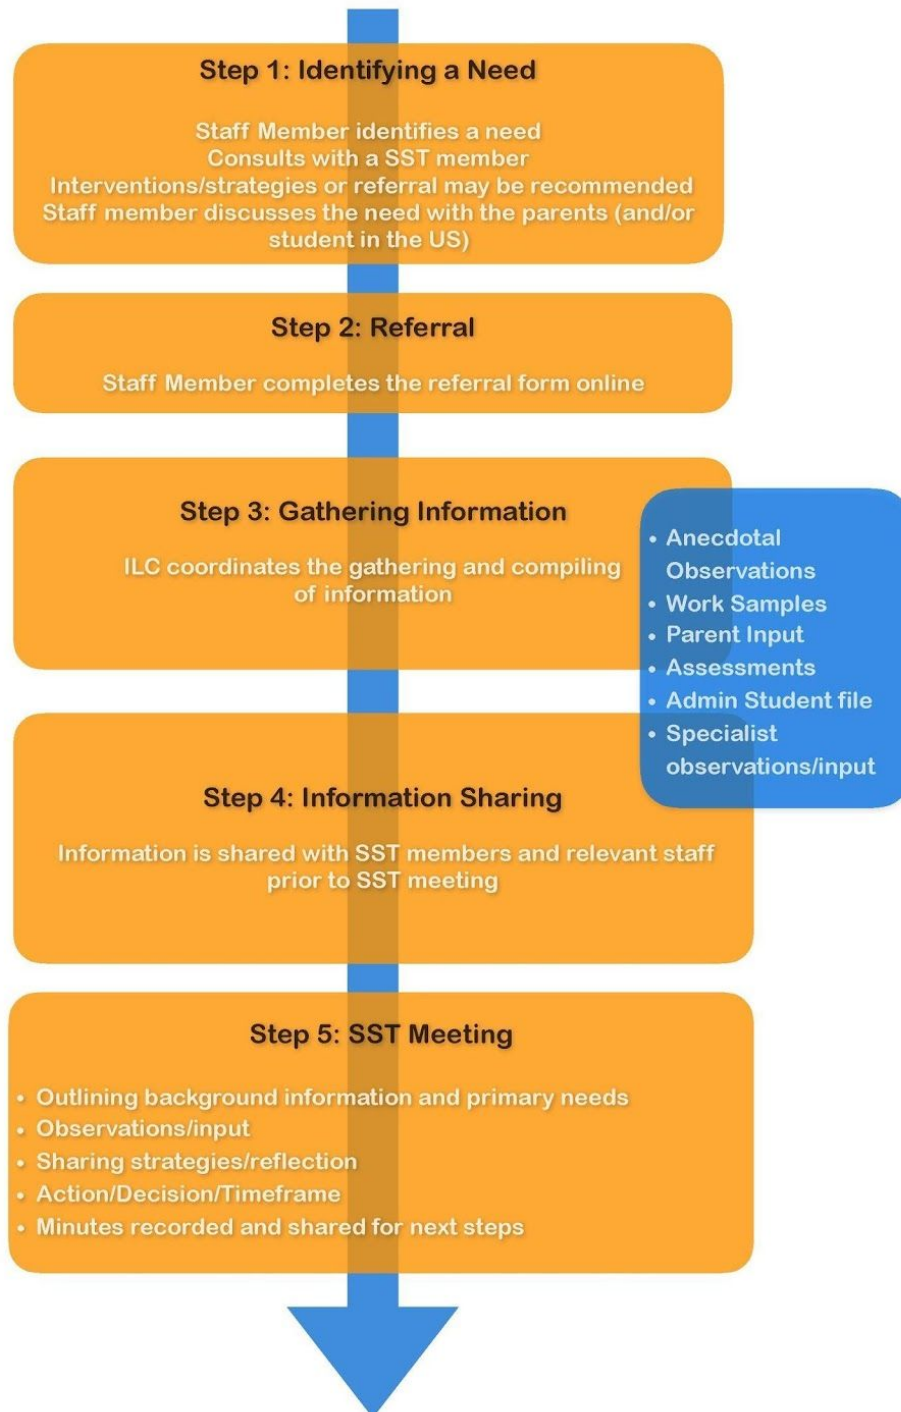 Step 1: Identifying a Need
Staff Member identifies a need
Consults with a SST member
Interventions/strategies or referral may be recommended
Staff member discusses the need with the parents (and/or
student in the US)
Step 2: Referral
Staff Member completes the referral form online
Step 3: Gathering Information
ILC coordinates the gathering and compiling
of information
• Anecdotal
Observations
• Work Samples
• Parent Input
• Assessments
• Admin Student file
• Specialist
observations/input
Step 4: Information Sharing
Information is shared with SST members and relevant staff
prior to SST meeting
Step 5: SST Meeting
• Outlining background information and primary needs
• Observations/input
• Sharing strategies/reflection
• Action/Decision/Timeframe
• Minutes recorded and shared for next steps